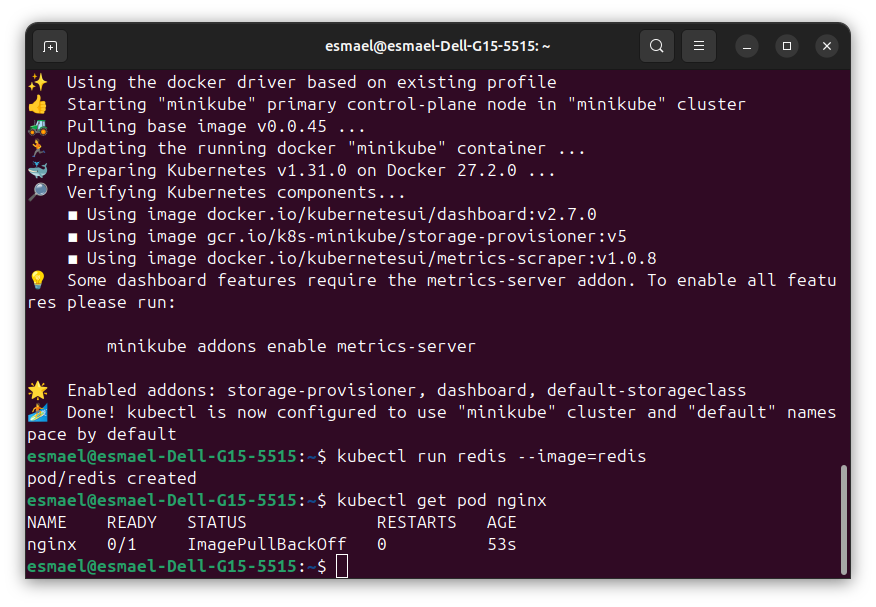 esmael@esmael-Dell-G15-5515: ~
Using the docker driver based on existing profile
Starting "minikube" primary control-plane node in "minikube" cluster
Pulling base image v0.0.45 ...
Updating the running docker "minikube" container ...
Preparing Kubernetes v1.31.0 on Docker 27.2.0 ...
Verifying Kubernetes components...
■ Using image docker.io/kubernetesui/dashboard:v2.7.0
■ Using image gcr.io/k8s-minikube/storage-provisioner:v5
■ Using image docker.io/kubernetesui/metrics-scraper:v1.0.8
Some dashboard features require the metrics-server addon. To enable all featu
res please run:
minikube addons enable metrics-server
Enabled addons: storage-provisioner, dashboard, default-storageclass
Done! kubectl is now configured to use "minikube" cluster and "default" names
pace by default
esmael@esmael-Dell-G15-5515:~$ kubectl run redis --image=redis
pod/redis created
esmael@esmael-Dell-G15-5515:~$ kubectl get pod nginx
NAME READY STATUS RESTARTS AGE
nginx 0/1 ImagePullBackOff 0 53s
esmael@esmael-Dell-G15-5515:~$